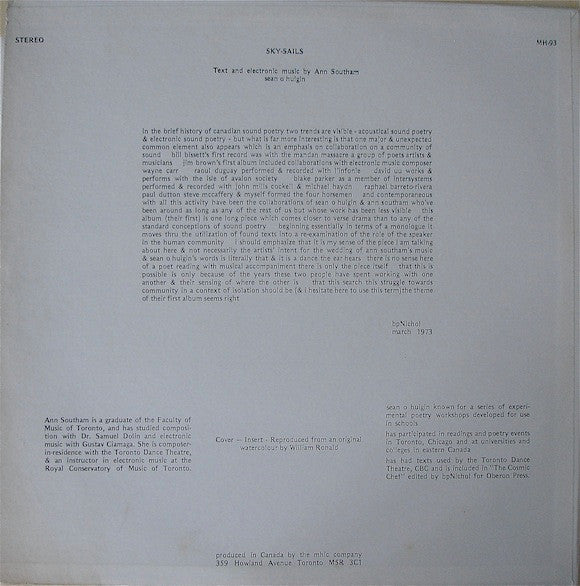 STEREO
MH-93
SKY-SAILS
Text and electronic music by Ann Southam
sean o huigin
in the brief history of canadian sound poetry two trends are visible - acoustical sound poetry
& electronic sound poetry - but what is far more interesting is that one major & unexpected
common element also appears which is an emphasis on collaboration on a community of
sound   bill bissett's first record was with the mandan massacre a group of poets artists &
musicians   jim brown's first album included collaborations with electronic music composer
wayne carr   raoul duguay performed & recorded with l'infonie   david uu works &
performs with the isle of avalon society   blake parker as a member of intersystems
performed & recorded with john mills cockell & michael haydn   raphael barreto-rivera
paul dutton steve mccaffery & myself formed the four horsemen   and contemporaneous
with all this activity have been the collaborations of sean o huigin & ann southam who've
been around as long as any of the rest of us but whose work has been less visible   this
album (their first) is one long piece which comes closer to verse drama than to any of the
standard conceptions of sound poetry   beginning essentially in terms of a monologue it
moves thru the utilization of found texts into a re-examination of the role of the speaker
in the human community   i should emphasize that it is my sense of the piece i am talking
about here & not necessarily the artists' intent for the wedding of ann southam's music
& sean o huigin's words is literally that & it is a dance the ear hears   there is no sense here
of a poet reading with musical accompaniment there is only the piece itself   that this is
possible is only because of the years these two people have spent working with one
another & their sensing of where the other is   that this search this struggle towards
community in a context of isolation should be (& i hesitate here to use this term) the theme
of their first album seems right
bpNichol
march 1973
Ann Southam is a graduate of the Faculty of
Music of Toronto, and has studied composi-
tion with Dr. Samuel Dolin and electronic
music with Gustav Ciamaga. She is composer-
in-residence with the Toronto Dance Theatre,
& an instructor in electronic music at the
Royal Conservatory of Music of Toronto.
Cover — Insert - Reproduced from an original
watercolour by William Ronald
sean o huigin known for a series of experi-
mental poetry workshops developed for use
in schools
has participated in readings and poetry events
in Toronto, Chicago and at universities and
colleges in eastern Canada
has had texts used by the Toronto Dance
Theatre, CBC and is included in "The Cosmic
Chef" edited by bpNichol for Oberon Press.
produced in Canada by the mhic company
359 Howland Avenue Toronto M5R 3C1